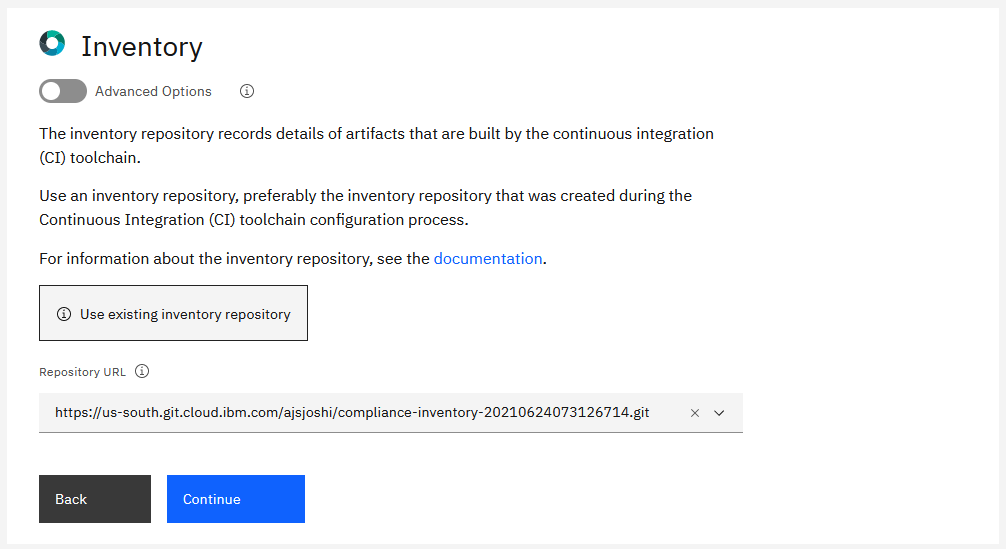 Inventory
Advanced Options
The inventory repository records details of artifacts that are built by the continuous integration
(CI) toolchain.
Use an inventory repository, preferably the inventory repository that was created during the
Continuous Integration (CI) toolchain configuration process.
For information about the inventory repository, see the documentation.
Use existing inventory repository
Repository URL
https://us-south.git.cloud.ibm.com/ajsjoshi/compliance-inventory-20210624073126714.git
Back
Continue